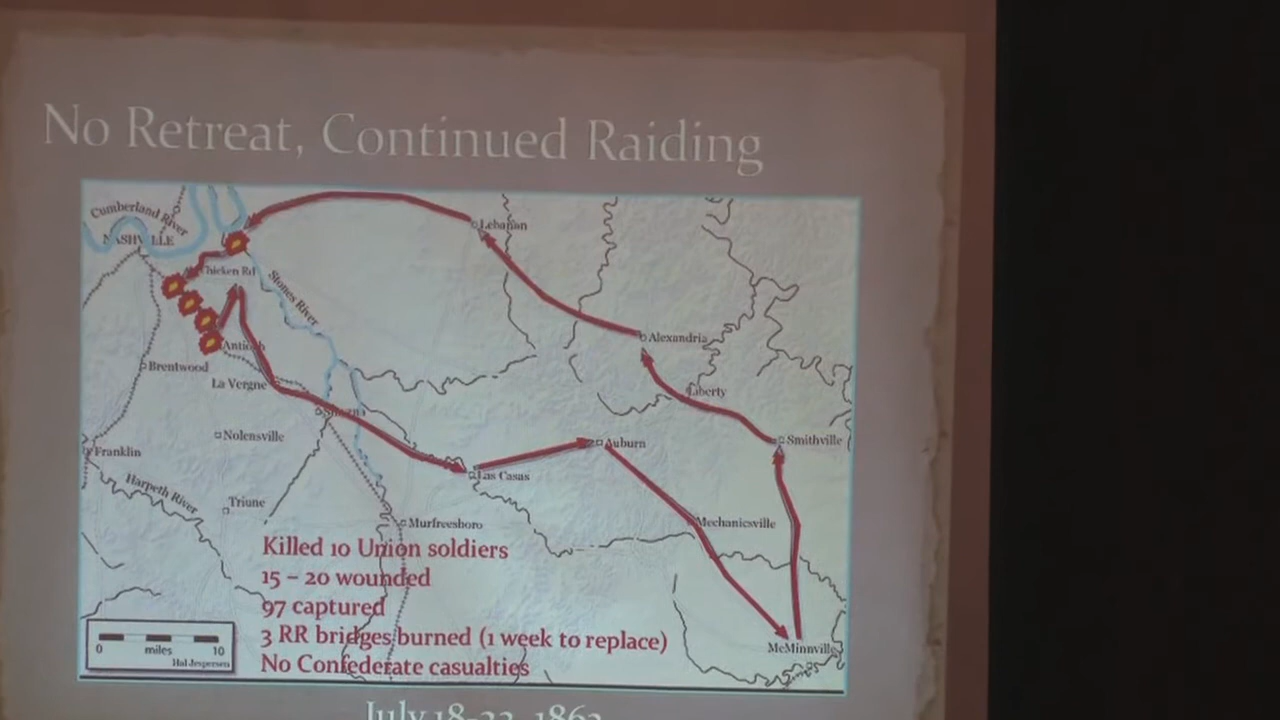 No Retreat, Continued Raiding
Cumberland River
NASHVILLE
Lebanon
Chicken Rd
Stones River
Alexandria
Antioch
Brentwood
La Vergne
Liberty
Smyrna
Nolensville
Auburn
Smithville
Franklin
Las Casas
Harpeth River
Triune
Murfreesboro
Mechanicsville
Killed 10 Union soldiers
15 – 20 wounded
97 captured
3 RR bridges burned (1 week to replace)
No Confederate casualties
McMinnville
0 miles 10
Hal Jespersen